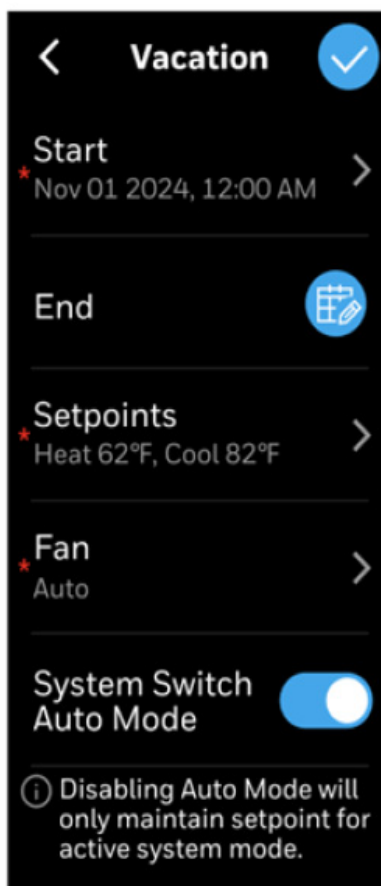 Vacation
Start
* Nov 01 2024, 12:00 AM
End
Setpoints
* Heat 62°F, Cool 82°F
Fan
* Auto
System Switch
Auto Mode
Disabling Auto Mode will
only maintain setpoint for
active system mode.